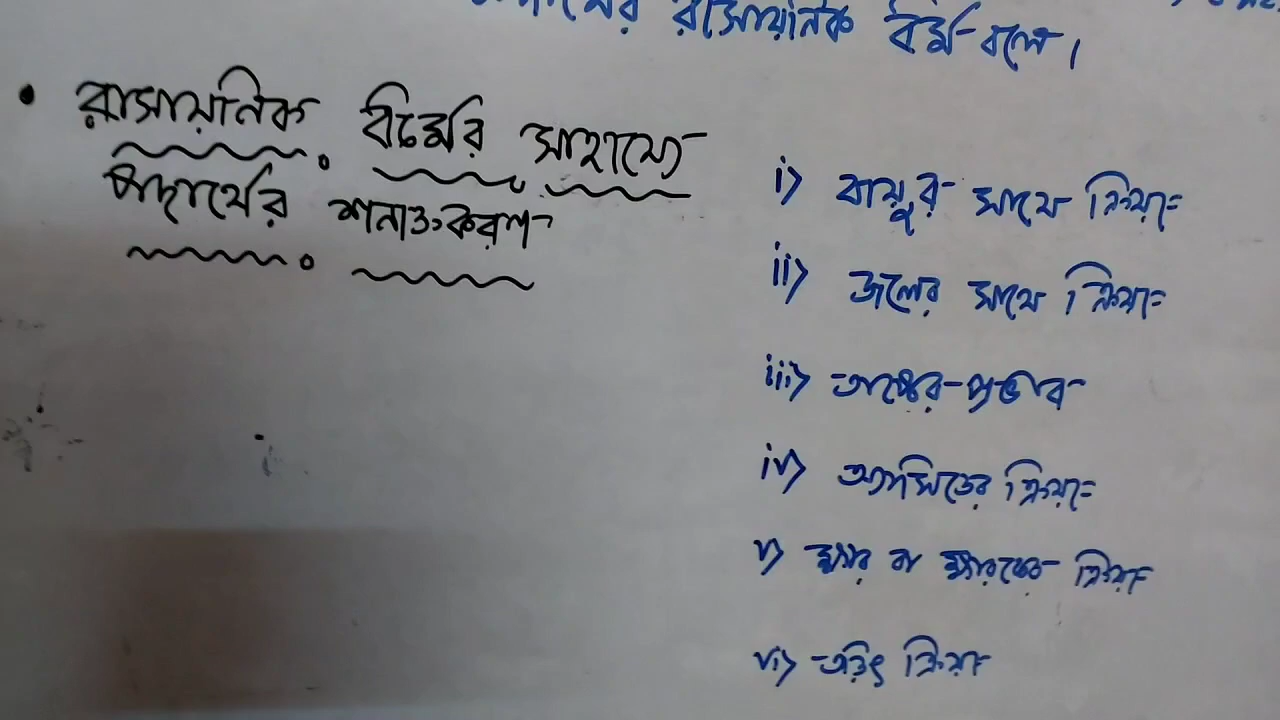 রাসায়নিক ধর্ম বলে।
• রাসায়নিক ধর্মের সাহায্যে
পদার্থের শনাক্তকরণ
i) বায়ুর সাথে ক্রিয়া
ii) জলের সাথে ক্রিয়া
iii) তাপের প্রভাব
iv) অ্যাসিডের ক্রিয়া
v) ক্ষার বা ক্ষারকের ক্রিয়া
vi) তড়িৎ ক্রিয়া